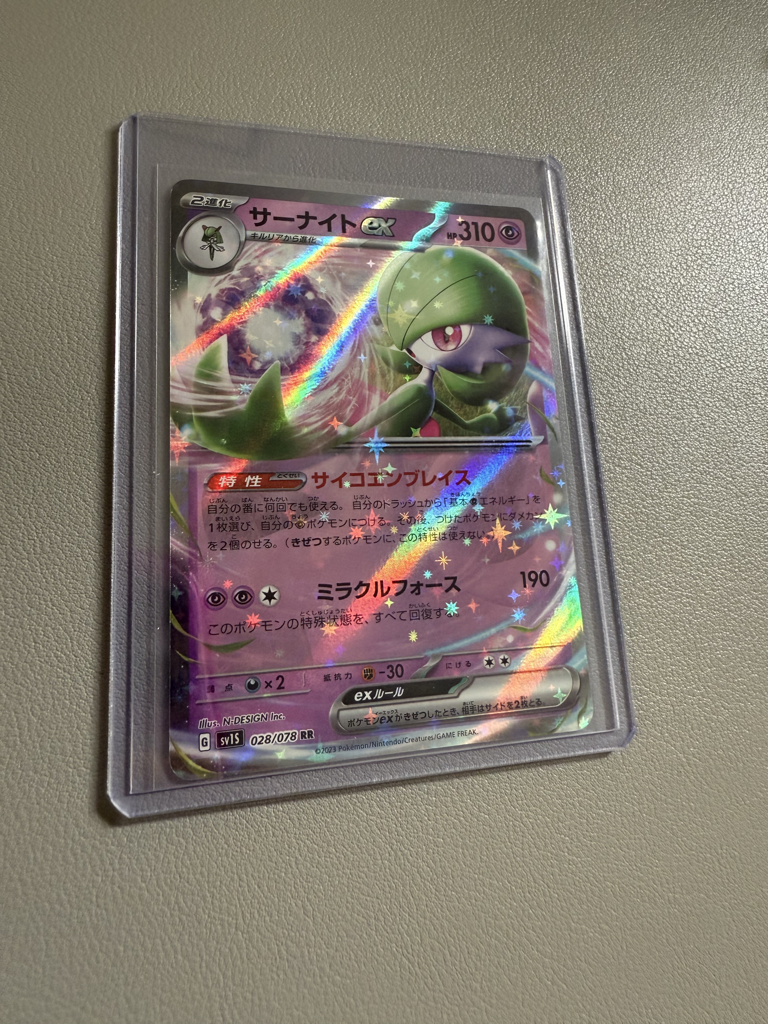 2進化
サーナイトex
HP 310
キルリアから進化
特性 とくせい サイコエンブレイス
自分の番に何回でも使える。自分のトラッシュから「基本 エネルギー」を
1枚選び、自分の ポケモンにつける。その後、つけたポケモンにダメカン
を2個のせる。(きぜつするポケモンに、この特性は使えない。)
ミラクルフォース 190
このポケモンの特殊状態を、すべて回復する。
弱点 ×2 抵抗力 -30 にげる
exルール
ポケモンexがきぜつしたとき、相手はサイドを2枚とる。
Illus. N-DESIGN Inc.
G sv1S 028/078 RR
©2023 Pokémon/Nintendo/Creatures/GAME FREAK.